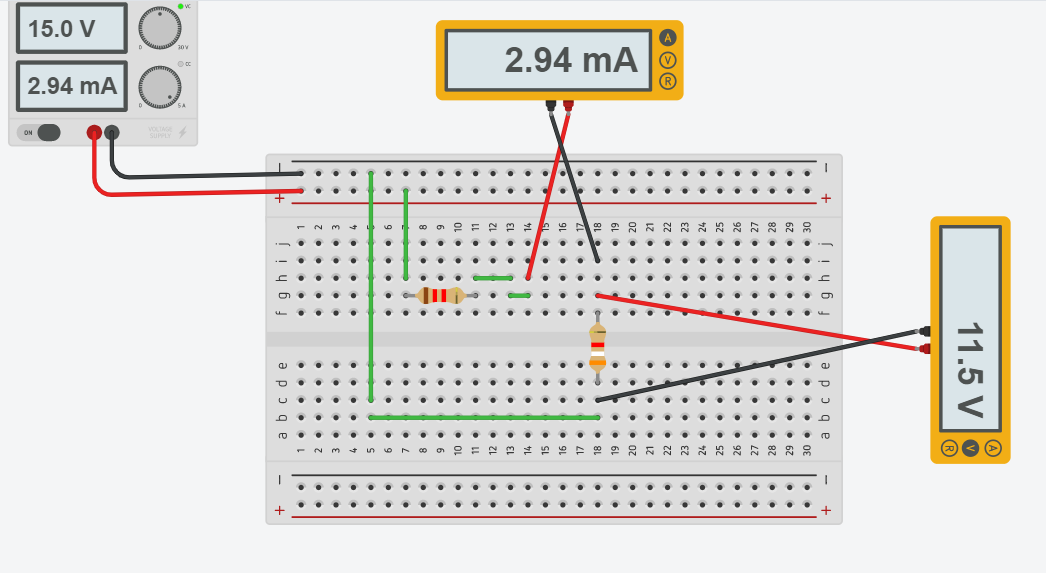 VC
15.0 V
0
30 V
CC
2.94 mA
0
5 A
ON
VOLTAGE
SUPPLY
2.94 mA
A
V
R
− −
+ +
1 2 3 4 5 6 7 8 9 10 11 12 13 14 15 16 17 18 19 20 21 22 23 24 25 26 27 28 29 30
j j
i i
h h
g g
f f
e e
d d
c c
b b
a a
1 2 3 4 5 6 7 8 9 10 11 12 13 14 15 16 17 18 19 20 21 22 23 24 25 26 27 28 29 30
− −
+ +
11.5 V
A
V
R